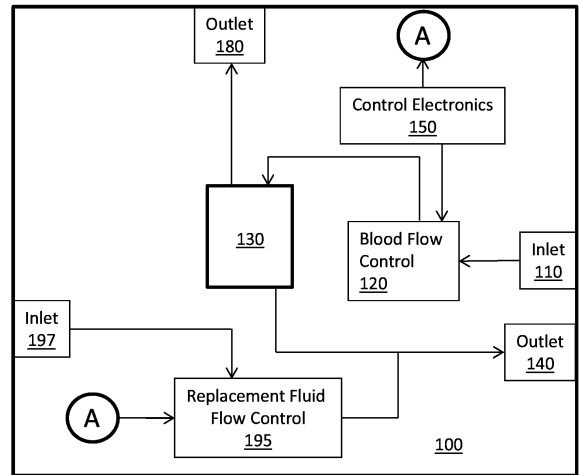 Outlet
180
A
Control Electronics
150
130
Blood Flow
Control
120
Inlet
110
Inlet
197
Outlet
140
A
Replacement Fluid
Flow Control
195
100